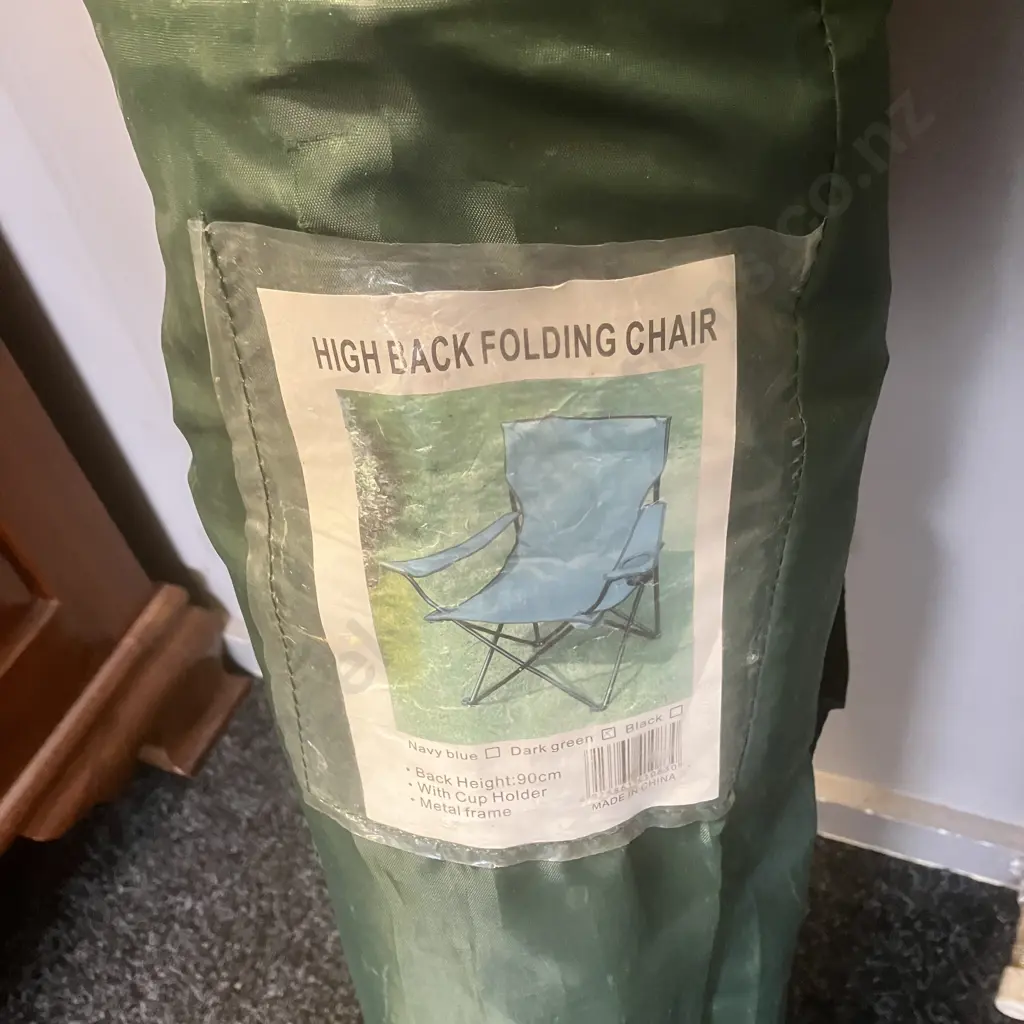 HIGH BACK FOLDING CHAIR
Navy blue ☐ Dark green ☒ Black ☐
• Back Height:90cm
• With Cup Holder
• Metal frame
MADE IN CHINA